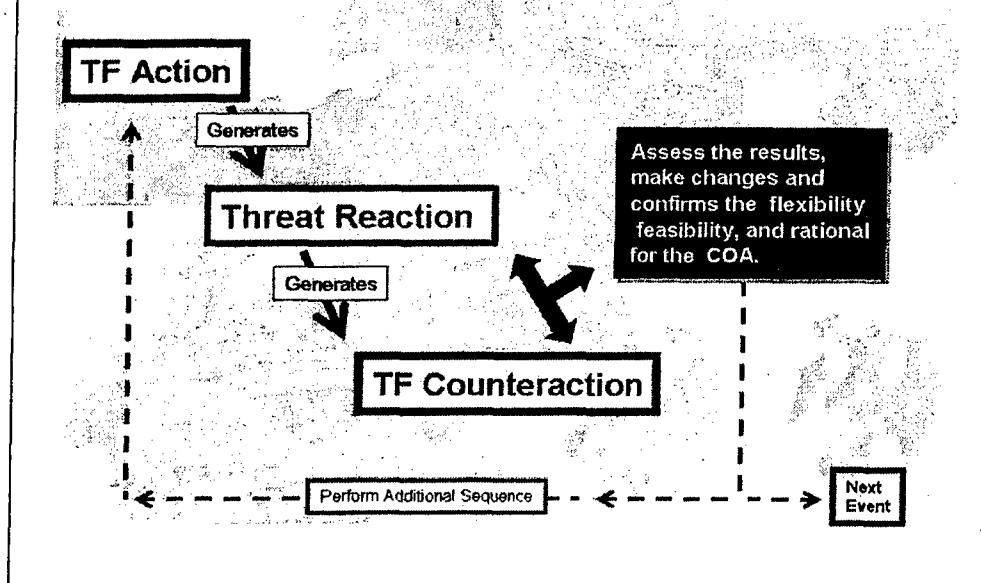 TF Action
Generates
Threat Reaction
Generates
TF Counteraction
Assess the results,
make changes and
confirms the flexibility
feasibility, and rational
for the COA.
Perform Additional Sequence
Next
Event